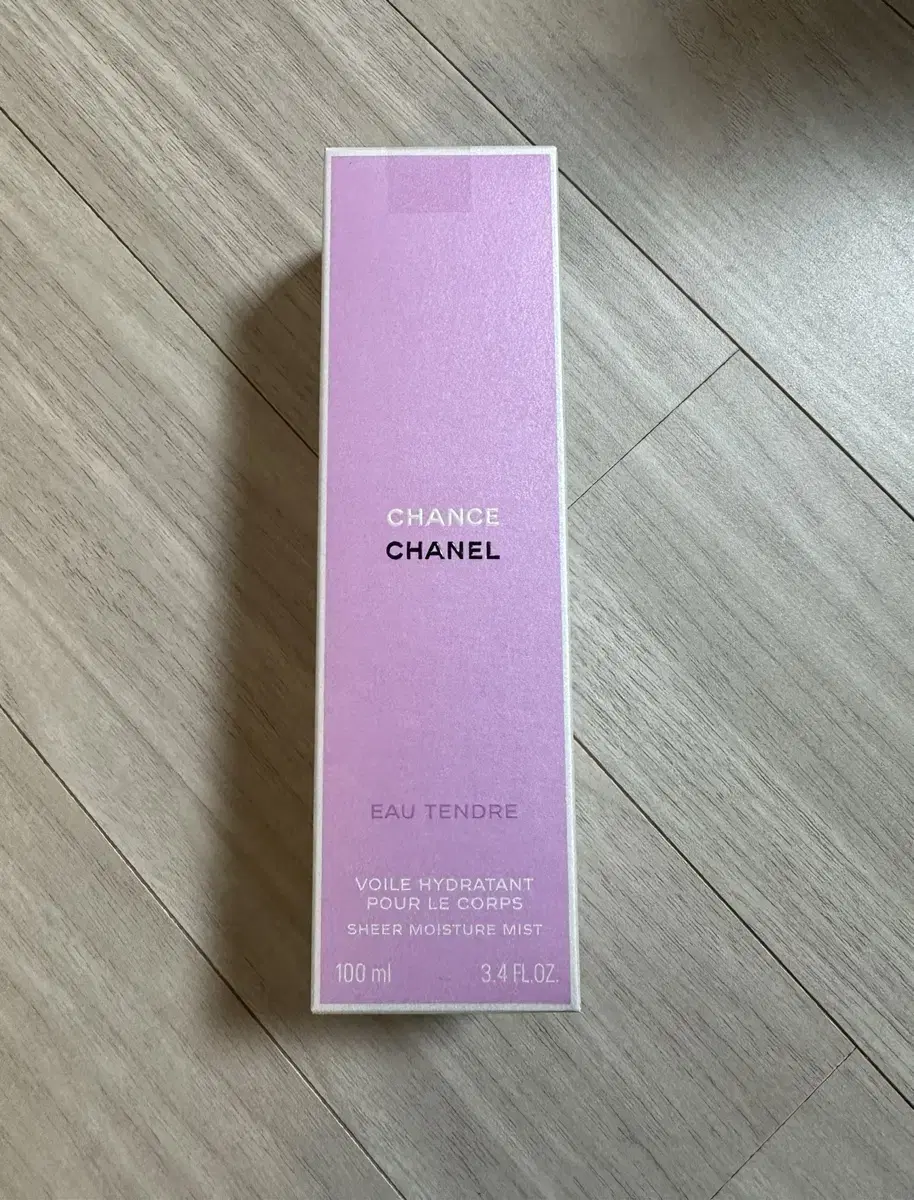 CHANCE
CHANEL
EAU TENDRE
VOILE HYDRATANT
POUR LE CORPS
SHEER MOISTURE MIST
100 ml 3.4 FL.OZ.